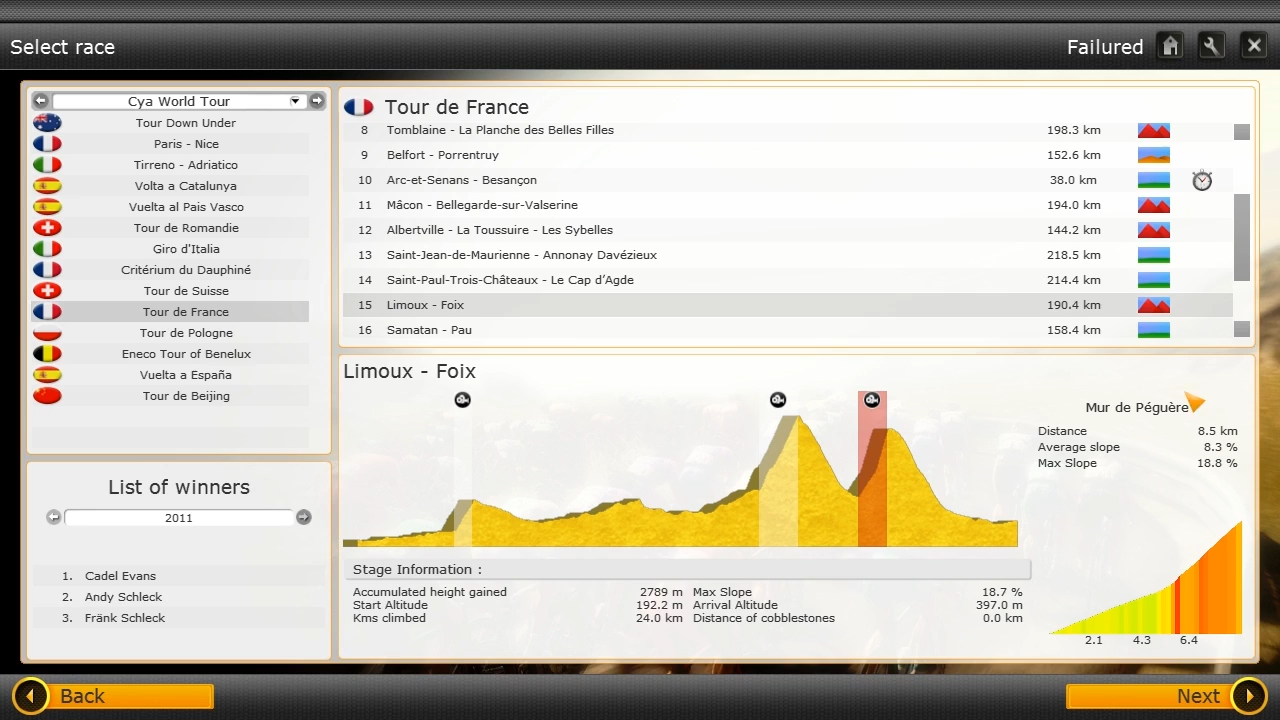 Select race
Failured
Cya World Tour
Tour Down Under
Paris - Nice
Tirreno - Adriatico
Volta a Catalunya
Vuelta al Pais Vasco
Tour de Romandie
Giro d'Italia
Critérium du Dauphiné
Tour de Suisse
Tour de France
Tour de Pologne
Eneco Tour of Benelux
Vuelta a España
Tour de Beijing
List of winners
2011
1. Cadel Evans
2. Andy Schleck
3. Fränk Schleck
Tour de France
8 Tomblaine - La Planche des Belles Filles 198.3 km
9 Belfort - Porrentruy 152.6 km
10 Arc-et-Senans - Besançon 38.0 km
11 Mâcon - Bellegarde-sur-Valserine 194.0 km
12 Albertville - La Toussuire - Les Sybelles 144.2 km
13 Saint-Jean-de-Maurienne - Annonay Davézieux 218.5 km
14 Saint-Paul-Trois-Châteaux - Le Cap d’Agde 214.4 km
15 Limoux - Foix 190.4 km
16 Samatan - Pau 158.4 km
Limoux - Foix
Mur de Péguère
Distance 8.5 km
Average slope 8.3 %
Max Slope 18.8 %
2.1 4.3 6.4
Stage Information :
Accumulated height gained 2789 m Max Slope 18.7 %
Start Altitude 192.2 m Arrival Altitude 397.0 m
Kms climbed 24.0 km Distance of cobblestones 0.0 km
Back
Next